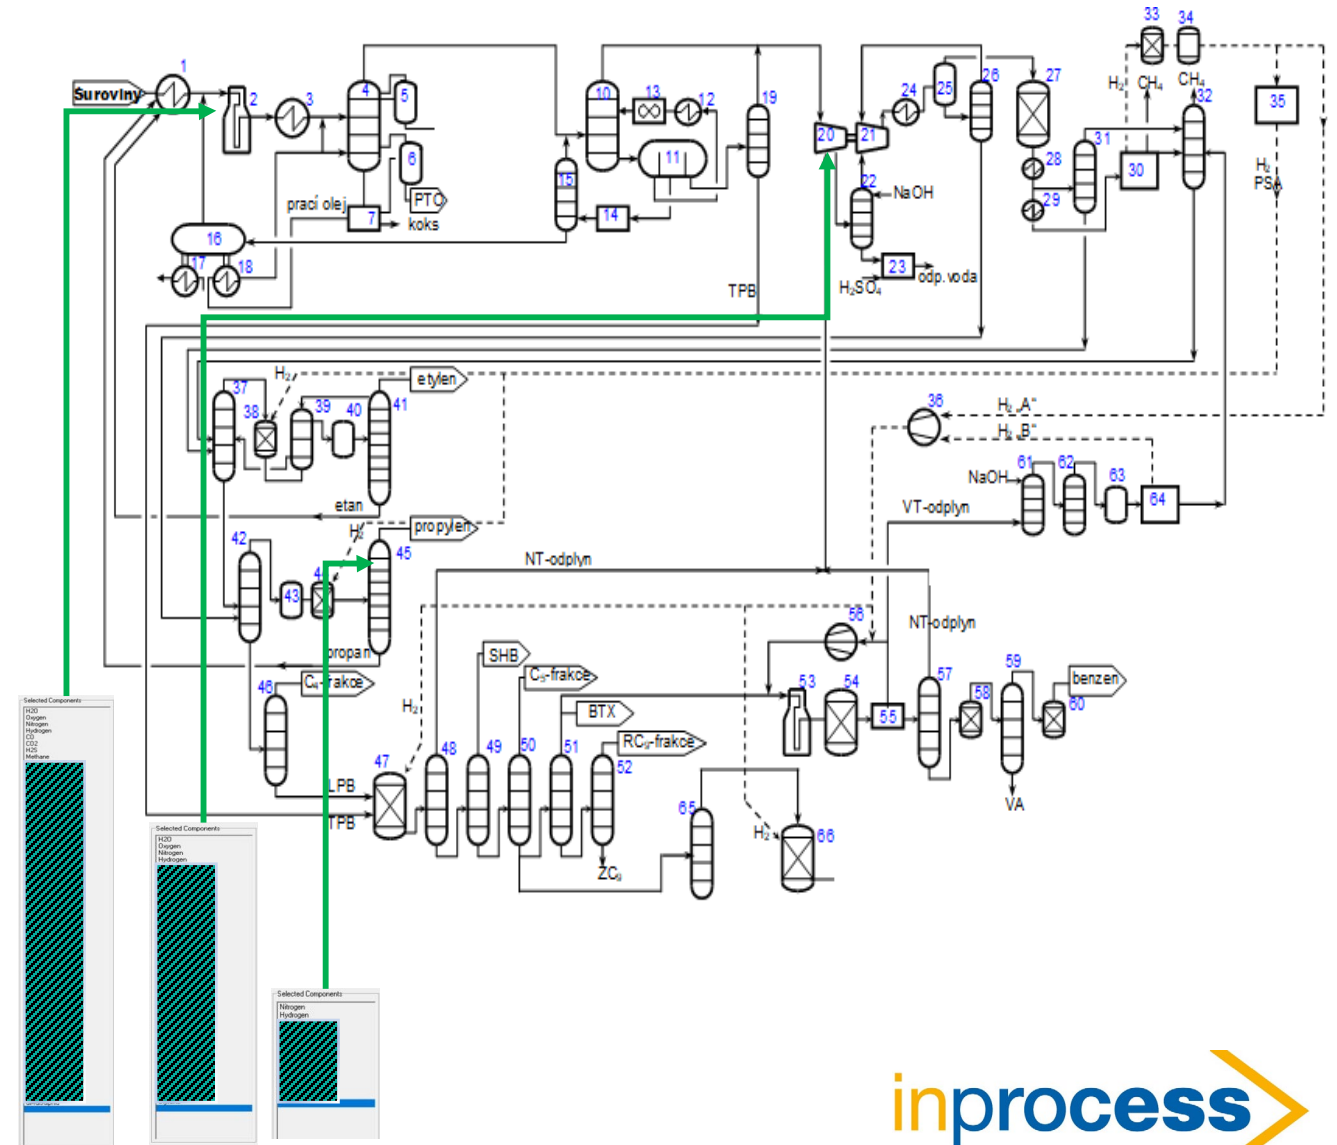 33
34
1
2
3
4
5
6
7
10
11
12
13
14
15
16
17
18
19
20
21
22
23
24
25
26
27
28
29
30
31
32
35
Suroviny
H₂
CH₄
CH₄
H₂
PSA
prací olej
PTO
koks
NaOH
H₂SO₄
odp.voda
TPB
H₂
etylen
37
38
39
40
41
36
H₂ „A“
H₂ „B“
etan
H₂
propylen
42
43
45
propan
NaOH
61
62
63
64
VT-odplyn
NT-odplyn
NT-odplyn
C₄-frakce
46
SHB
C₅-frakce
BTX
RC₉-frakce
H₂
47
48
49
50
51
52
LPB
TPB
ZC₉
53
54
55
56
57
58
59
60
benzen
VA
65
66
H₂
Selected Components
H2O
Oxygen
Nitrogen
Hydrogen
CO
CO2
H2S
Methane
Selected Components
H2O
Oxygen
Nitrogen
Hydrogen
Selected Components
Nitrogen
Hydrogen
inprocess